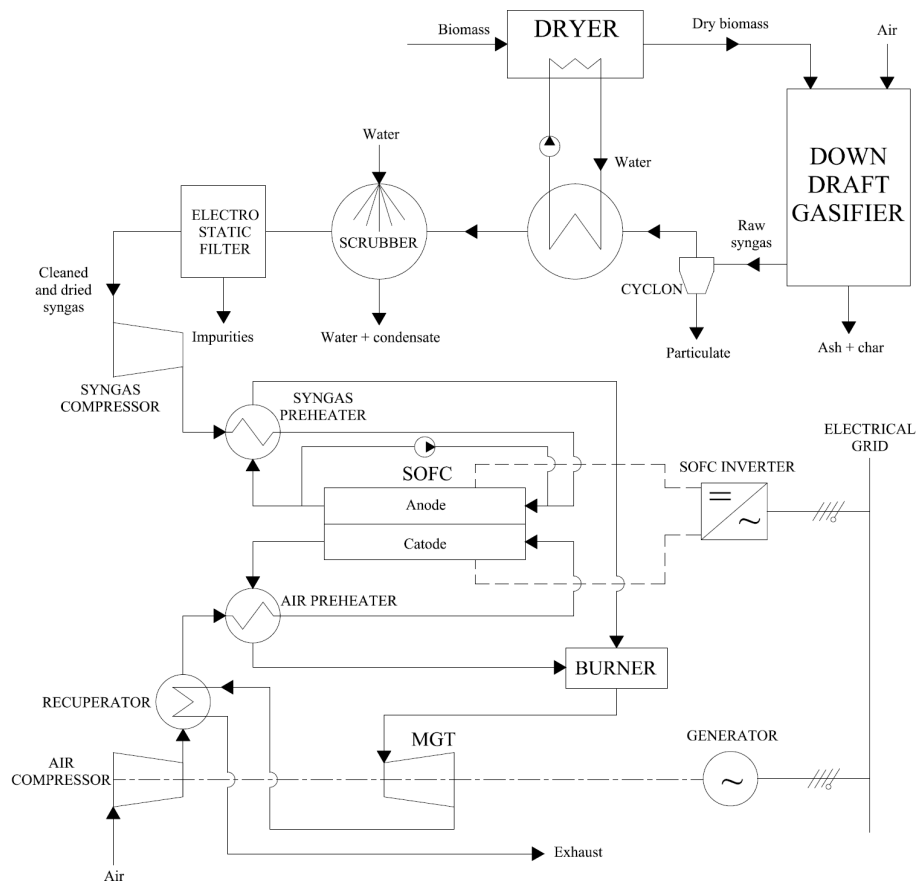 Biomass
DRYER
Dry biomass
Air
Water
Water
DOWN
DRAFT
GASIFIER
ELECTRO
STATIC
FILTER
SCRUBBER
Raw
syngas
CYCLON
Cleaned
and dried
syngas
Impurities
Water + condensate
Particulate
Ash + char
SYNGAS
COMPRESSOR
SYNGAS
PREHEATER
ELECTRICAL
GRID
SOFC
SOFC INVERTER
Anode
Catode
AIR PREHEATER
BURNER
RECUPERATOR
MGT
GENERATOR
AIR
COMPRESSOR
Exhaust
Air